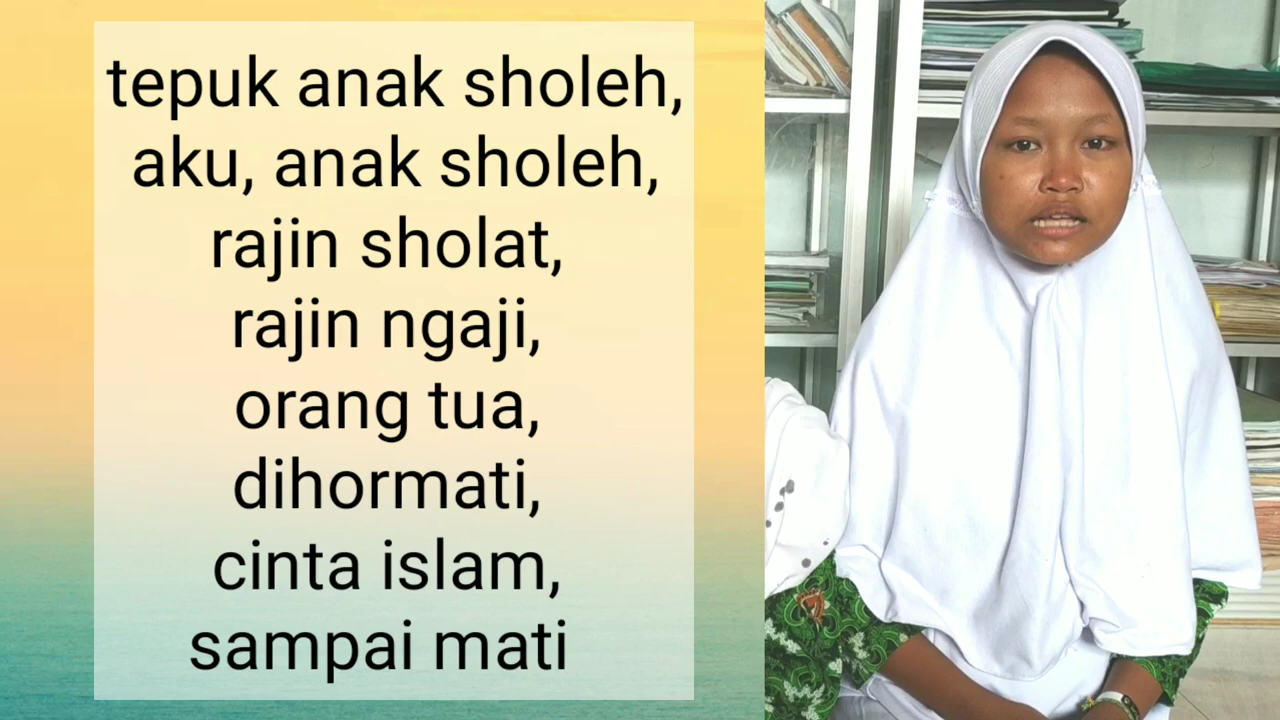 tepuk anak sholeh,
aku, anak sholeh,
rajin sholat,
rajin ngaji,
orang tua,
dihormati,
cinta islam,
sampai mati